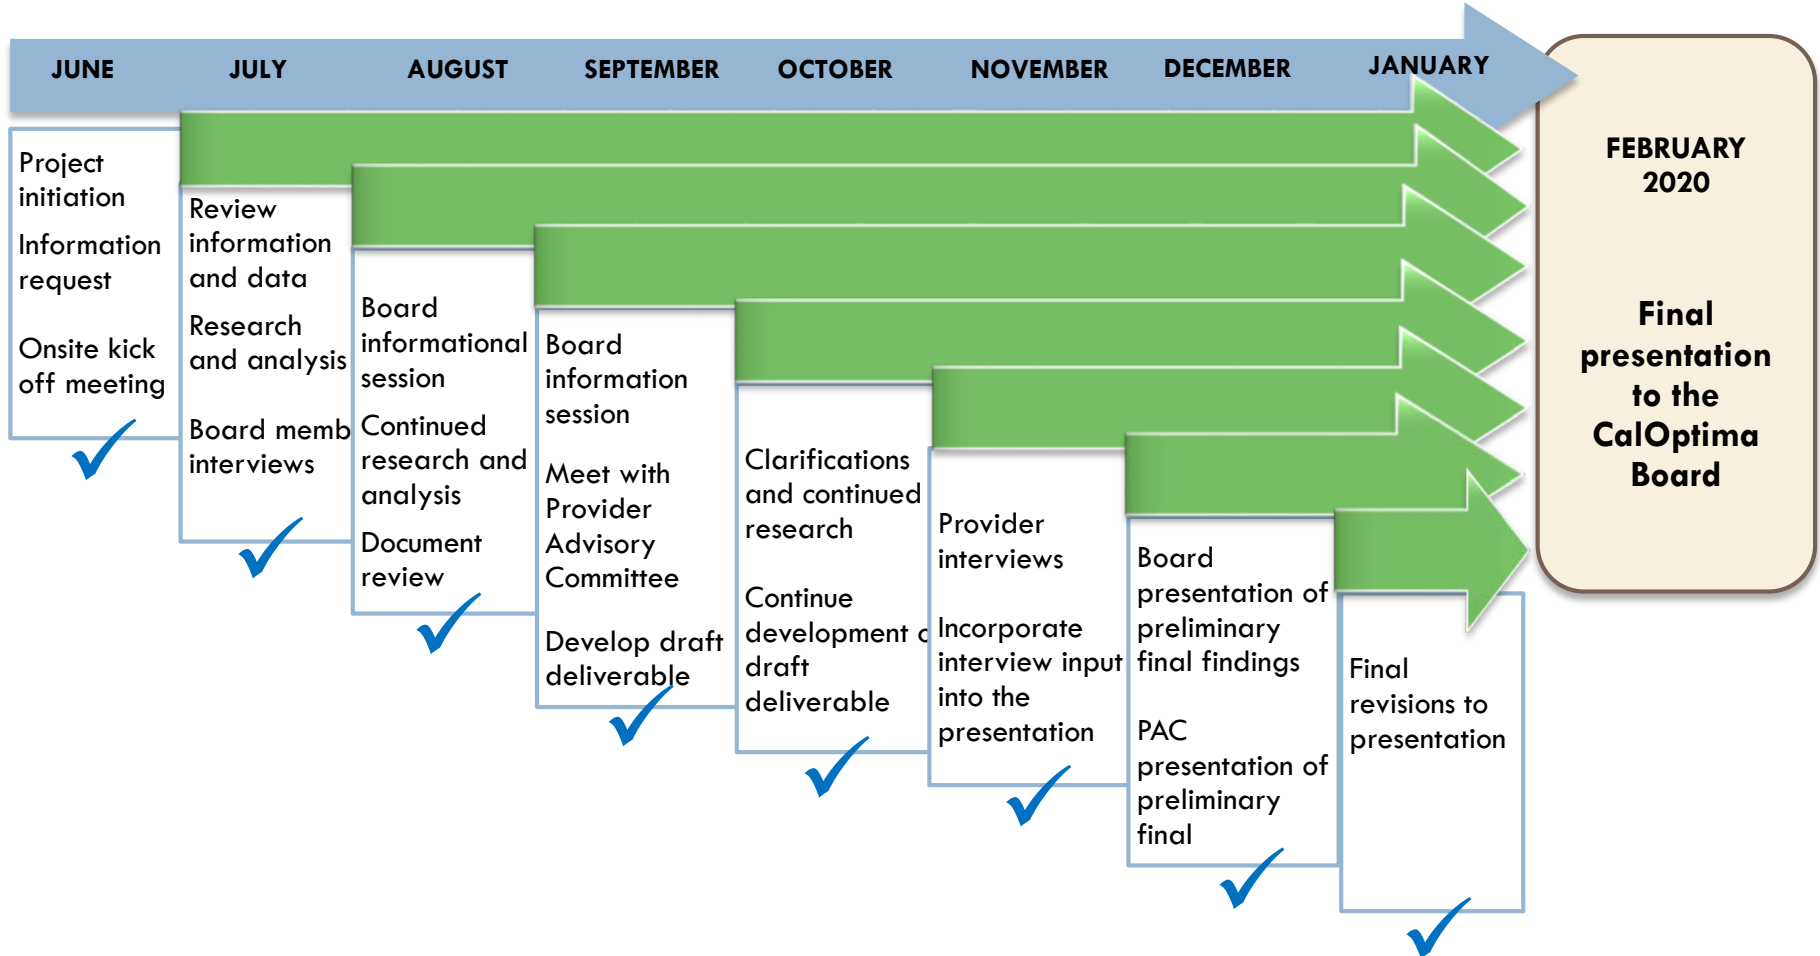 JUNE JULY AUGUST SEPTEMBER OCTOBER NOVEMBER DECEMBER JANUARY
Project
initiation
Information
request
Onsite kick
off meeting
Review
information
and data
Research
and analysis
Board memb
interviews
Board
informational
session
Continued
research and
analysis
Document
review
Board
information
session
Meet with
Provider
Advisory
Committee
Develop draft
deliverable
Clarifications
and continued
research
Continue
development o
draft
deliverable
Provider
interviews
Incorporate
interview input
into the
presentation
Board
presentation of
preliminary
final findings
PAC
presentation of
preliminary
final
Final
revisions to
presentation
FEBRUARY
2020
Final
presentation
to the
CalOptima
Board